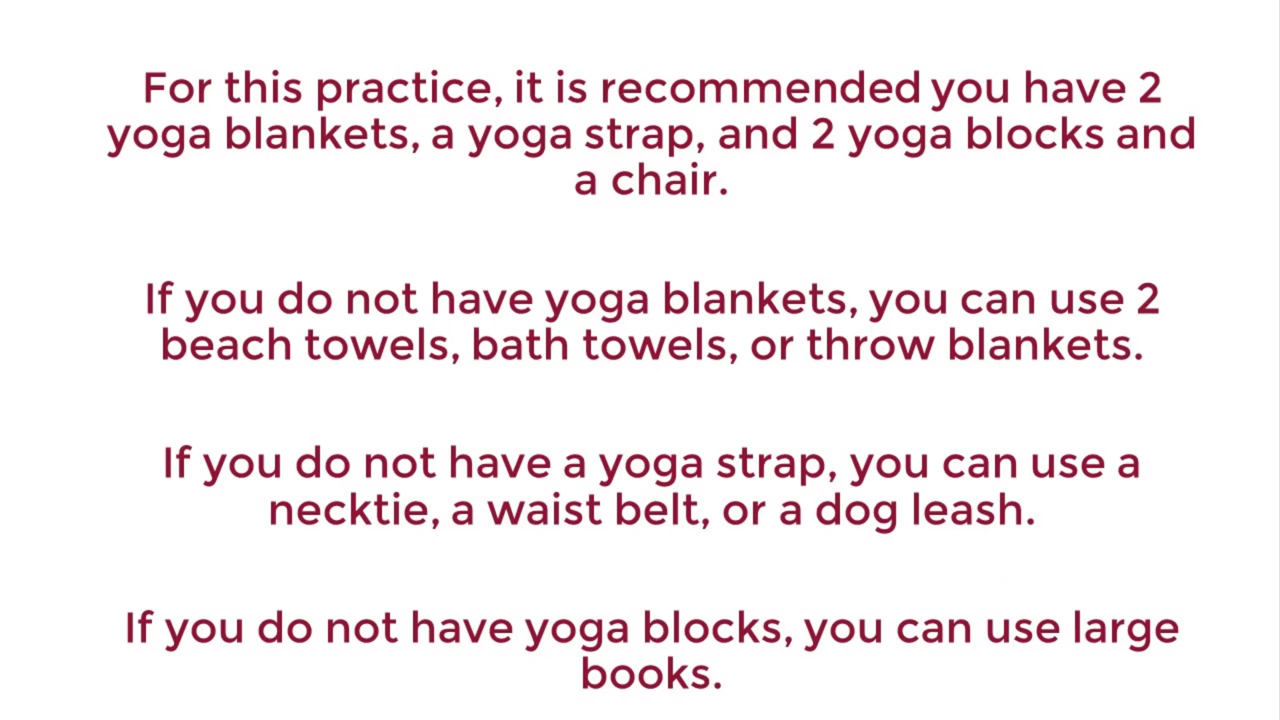 For this practice, it is recommended you have 2
yoga blankets, a yoga strap, and 2 yoga blocks and
a chair.
If you do not have yoga blankets, you can use 2
beach towels, bath towels, or throw blankets.
If you do not have a yoga strap, you can use a
necktie, a waist belt, or a dog leash.
If you do not have yoga blocks, you can use large
books.